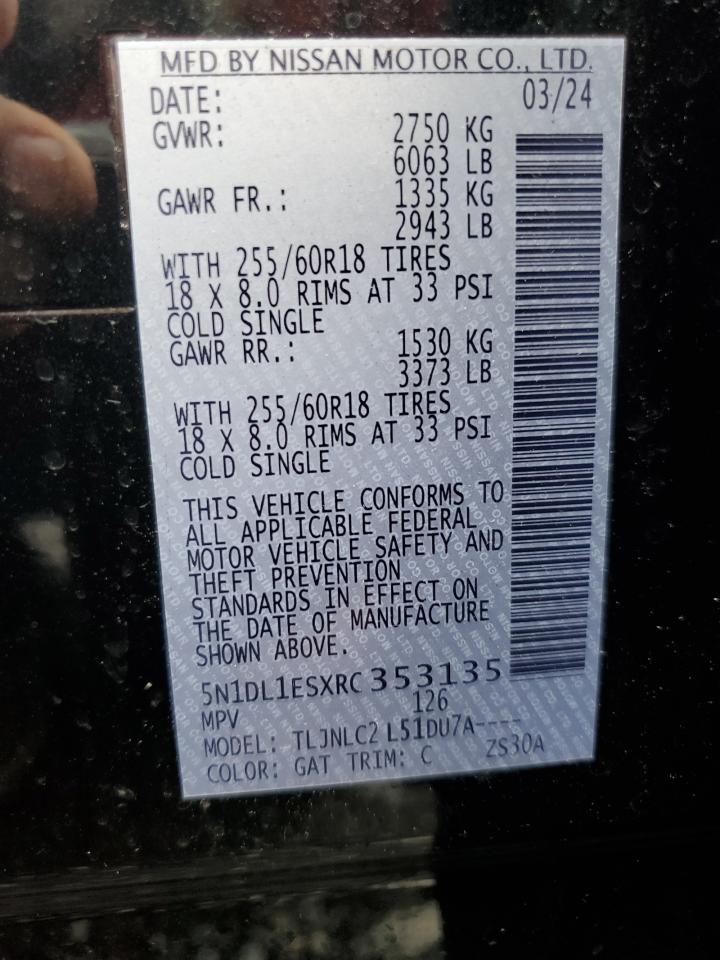 MFD BY NISSAN MOTOR CO., LTD.
DATE: 03/24
GVWR: 2750 KG
6063 LB
GAWR FR.: 1335 KG
2943 LB
WITH 255/60R18 TIRES
18 X 8.0 RIMS AT 33 PSI
COLD SINGLE
GAWR RR.: 1530 KG
3373 LB
WITH 255/60R18 TIRES
18 X 8.0 RIMS AT 33 PSI
COLD SINGLE
THIS VEHICLE CONFORMS TO
ALL APPLICABLE FEDERAL
MOTOR VEHICLE SAFETY AND
THEFT PREVENTION
STANDARDS IN EFFECT ON
THE DATE OF MANUFACTURE
SHOWN ABOVE.
5N1DL1ESXRC353135
MPV 126
MODEL: TLJNLC2 L51DU7A----
COLOR: GAT TRIM: C ZS30A